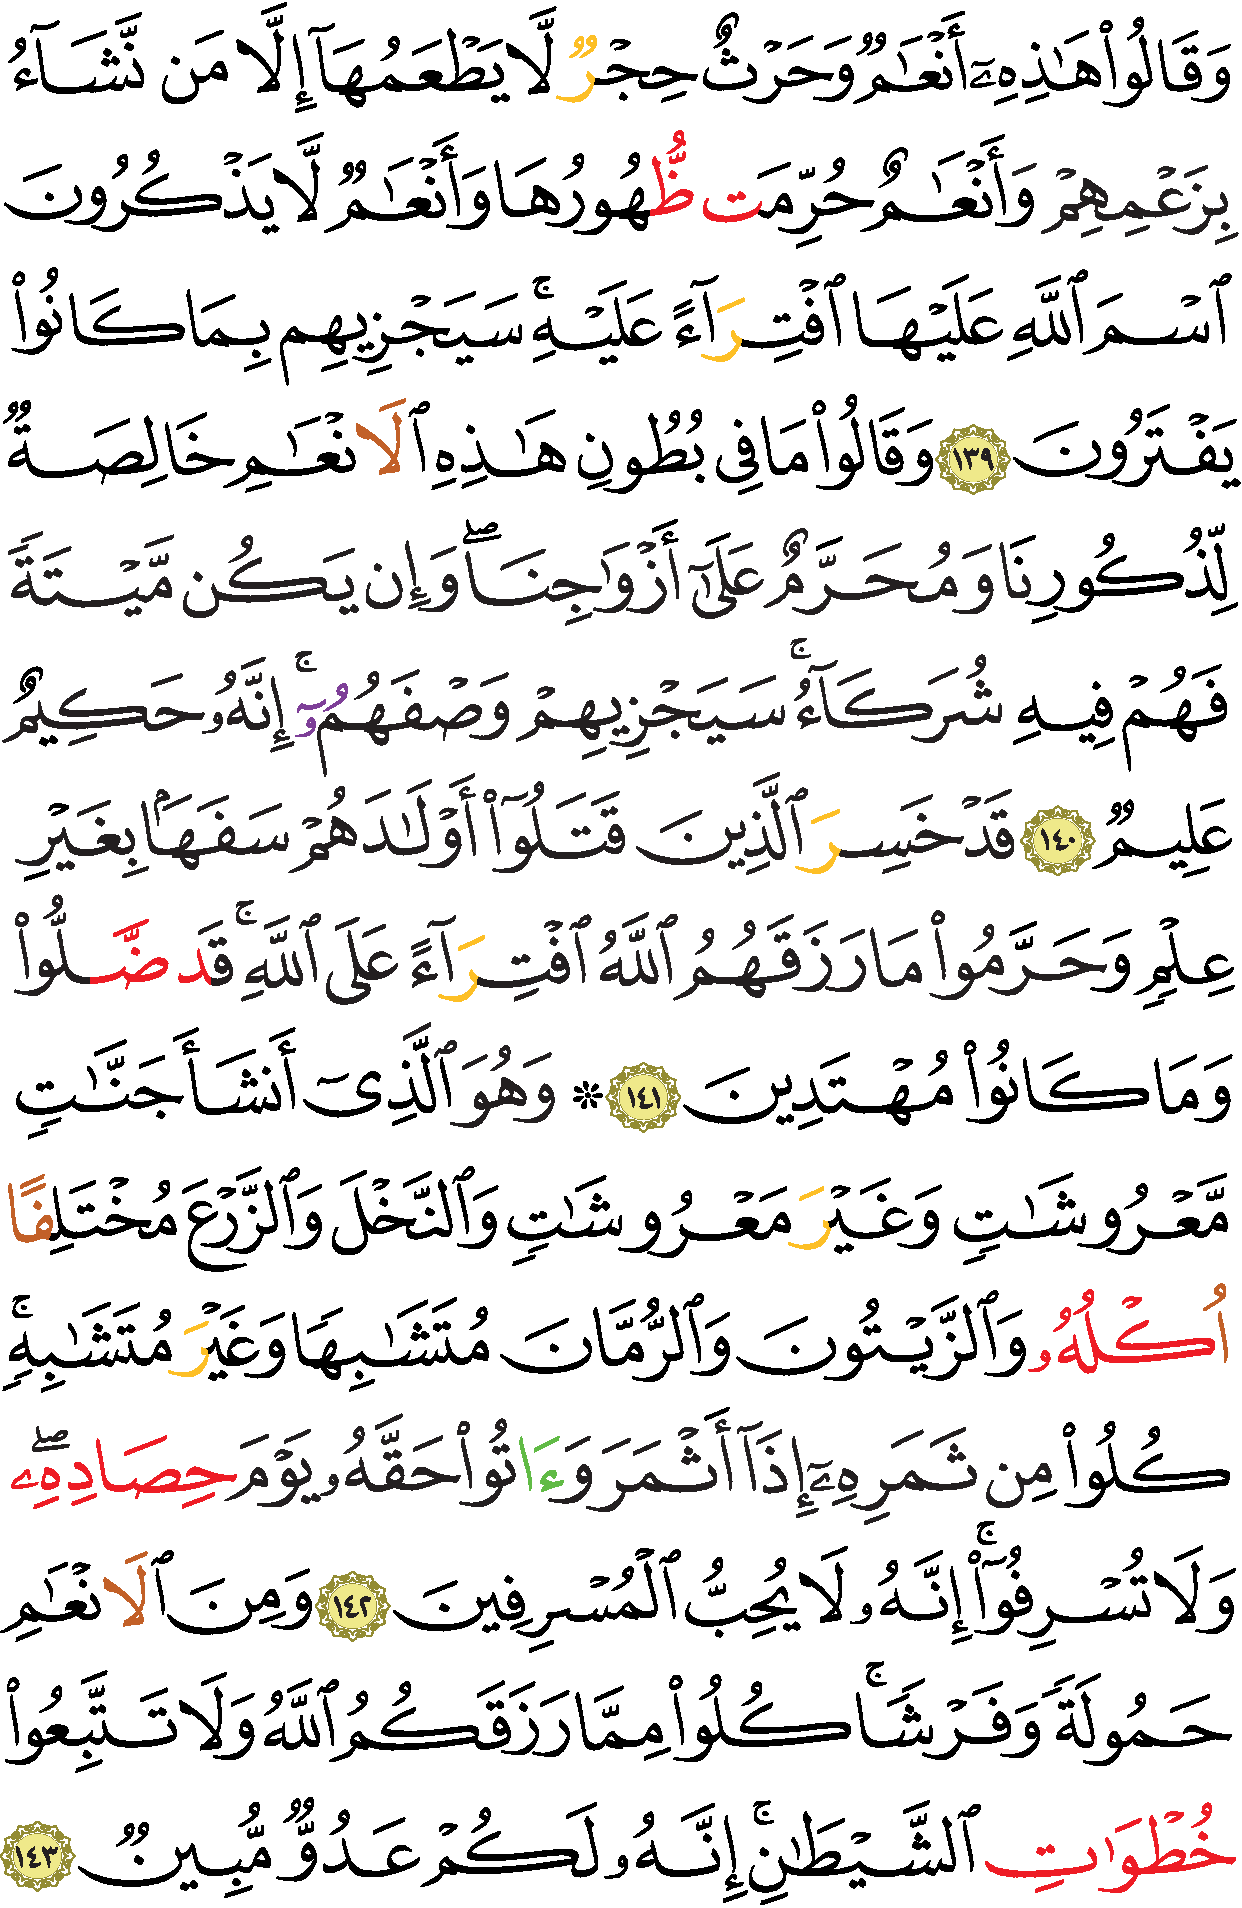 وَقَالُواْ هَٰذِهِۦٓ أَنْعَٰمٞ وَحَرْثٌ حِجْرٞ لَّا يَطْعَمُهَآ إِلَّا مَن نَّشَآءُ
بِزَعْمِهِمْ وَأَنْعَٰمٌ حُرِّمَت ظُّهُورُهَا وَأَنْعَٰمٞ لَّا يَذْكُرُونَ
ٱسْمَ ٱللَّهِ عَلَيْهَا ٱفْتِرَآءً عَلَيْهِۚ سَيَجْزِيهِم بِمَا كَانُواْ
يَفْتَرُونَ ١٣٩ وَقَالُواْ مَا فِي بُطُونِ هَٰذِهِ ٱلَانْعَٰمِ خَالِصَةٞ
لِّذُكُورِنَا وَمُحَرَّمٌ عَلَىٰٓ أَزْوَٰجِنَاۖ وَإِن يَكُن مَّيْتَةٗ
فَهُمْ فِيهِ شُرَكَآءُۚ سَيَجْزِيهِمْ وَصْفَهُمُۥٓۚ إِنَّهُۥ حَكِيمٌ
عَلِيمٞ ١٤٠ قَدْ خَسِرَ ٱلَّذِينَ قَتَلُوٓاْ أَوْلَٰدَهُمْ سَفَهَۢا بِغَيْرِ
عِلْمٖ وَحَرَّمُواْ مَا رَزَقَهُمُ ٱللَّهُ ٱفْتِرَآءً عَلَى ٱللَّهِۚ قَد ضَّلُّواْ
وَمَا كَانُواْ مُهْتَدِينَ ١٤١ ۞ وَهُوَ ٱلَّذِىٓ أَنشَأَ جَنَّٰتٖ
مَّعْرُوشَٰتٖ وَغَيْرَ مَعْرُوشَٰتٖ وَٱلنَّخْلَ وَٱلزَّرْعَ مُخْتَلِفًا
اُكْلُهُۥ وَٱلزَّيْتُونَ وَٱلرُّمَّانَ مُتَشَٰبِهٗا وَغَيْرَ مُتَشَٰبِهٖۚ
كُلُواْ مِن ثَمَرِهِۦٓ إِذَآ أَثْمَرَ وَءَاتُواْ حَقَّهُۥ يَوْمَ حِصَادِهِۦۖ
وَلَا تُسْرِفُوٓاْۚ إِنَّهُۥ لَا يُحِبُّ ٱلْمُسْرِفِينَ ١٤٢ وَمِنَ ٱلَانْعَٰمِ
حَمُولَةٗ وَفَرْشٗاۚ كُلُواْ مِمَّا رَزَقَكُمُ ٱللَّهُ وَلَا تَتَّبِعُواْ
خُطْوَٰتِ ٱلشَّيْطَٰنِۚ إِنَّهُۥ لَكُمْ عَدُوّٞ مُّبِينٞ ١٤٣